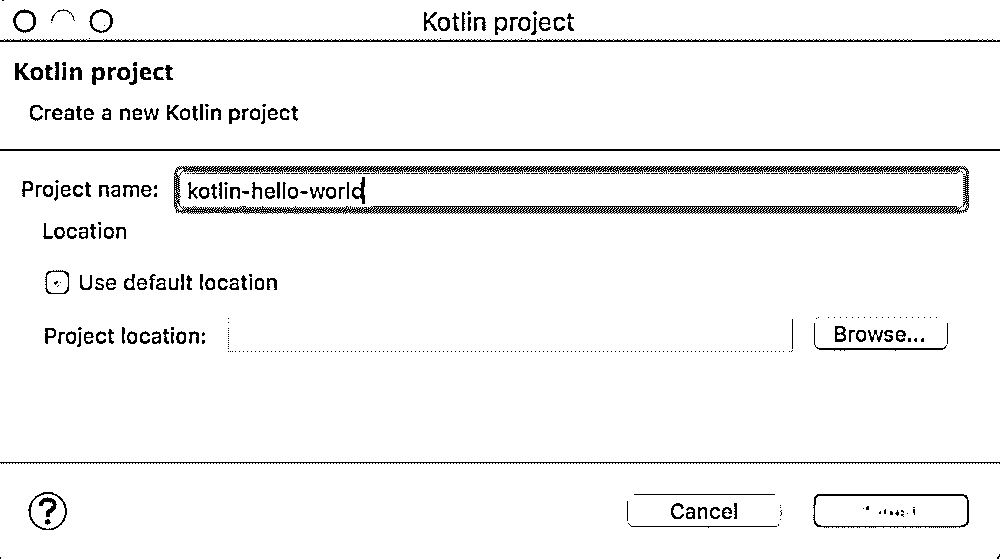 Kotlin project
Kotlin project
Create a new Kotlin project
Project name: kotlin-hello-world
Location
Use default location
Project location:
Browse...
?
Cancel